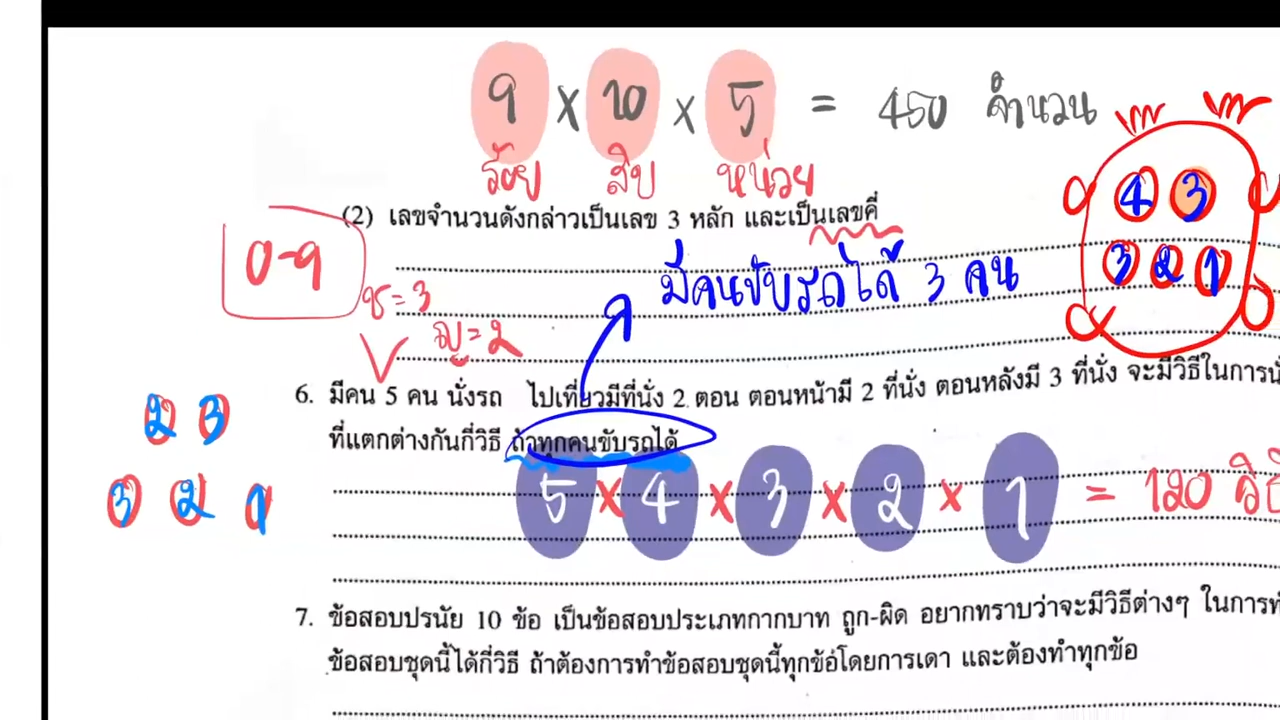 9 x 10 x 5 = 450 จำนวน
ร้อย สิบ หน่วย
(2) เลขจำนวนดังกล่าวเป็นเลข 3 หลัก และเป็นเลขคี่
0-9
มีคนขับรถได้ 3 คน
4 3
3 2 1
ช = 3
ญ = 2
6. มีคน 5 คน นั่งรถ ไปเที่ยวมีที่นั่ง 2 ตอน ตอนหน้ามี 2 ที่นั่ง ตอนหลังมี 3 ที่นั่ง จะมีวิธีในการ
ที่แตกต่างกันกี่วิธี ถ้าทุกคนขับรถได้
2 3
3 2 1
5 x 4 x 3 x 2 x 1 = 120 วิธี
7. ข้อสอบปรนัย 10 ข้อ เป็นข้อสอบประเภทกากบาท ถูก-ผิด อยากทราบว่าจะมีวิธีต่างๆ ในการ
ข้อสอบชุดนี้ได้กี่วิธี ถ้าต้องการทำข้อสอบชุดนี้ทุกข้อโดยการเดา และต้องทำทุกข้อ